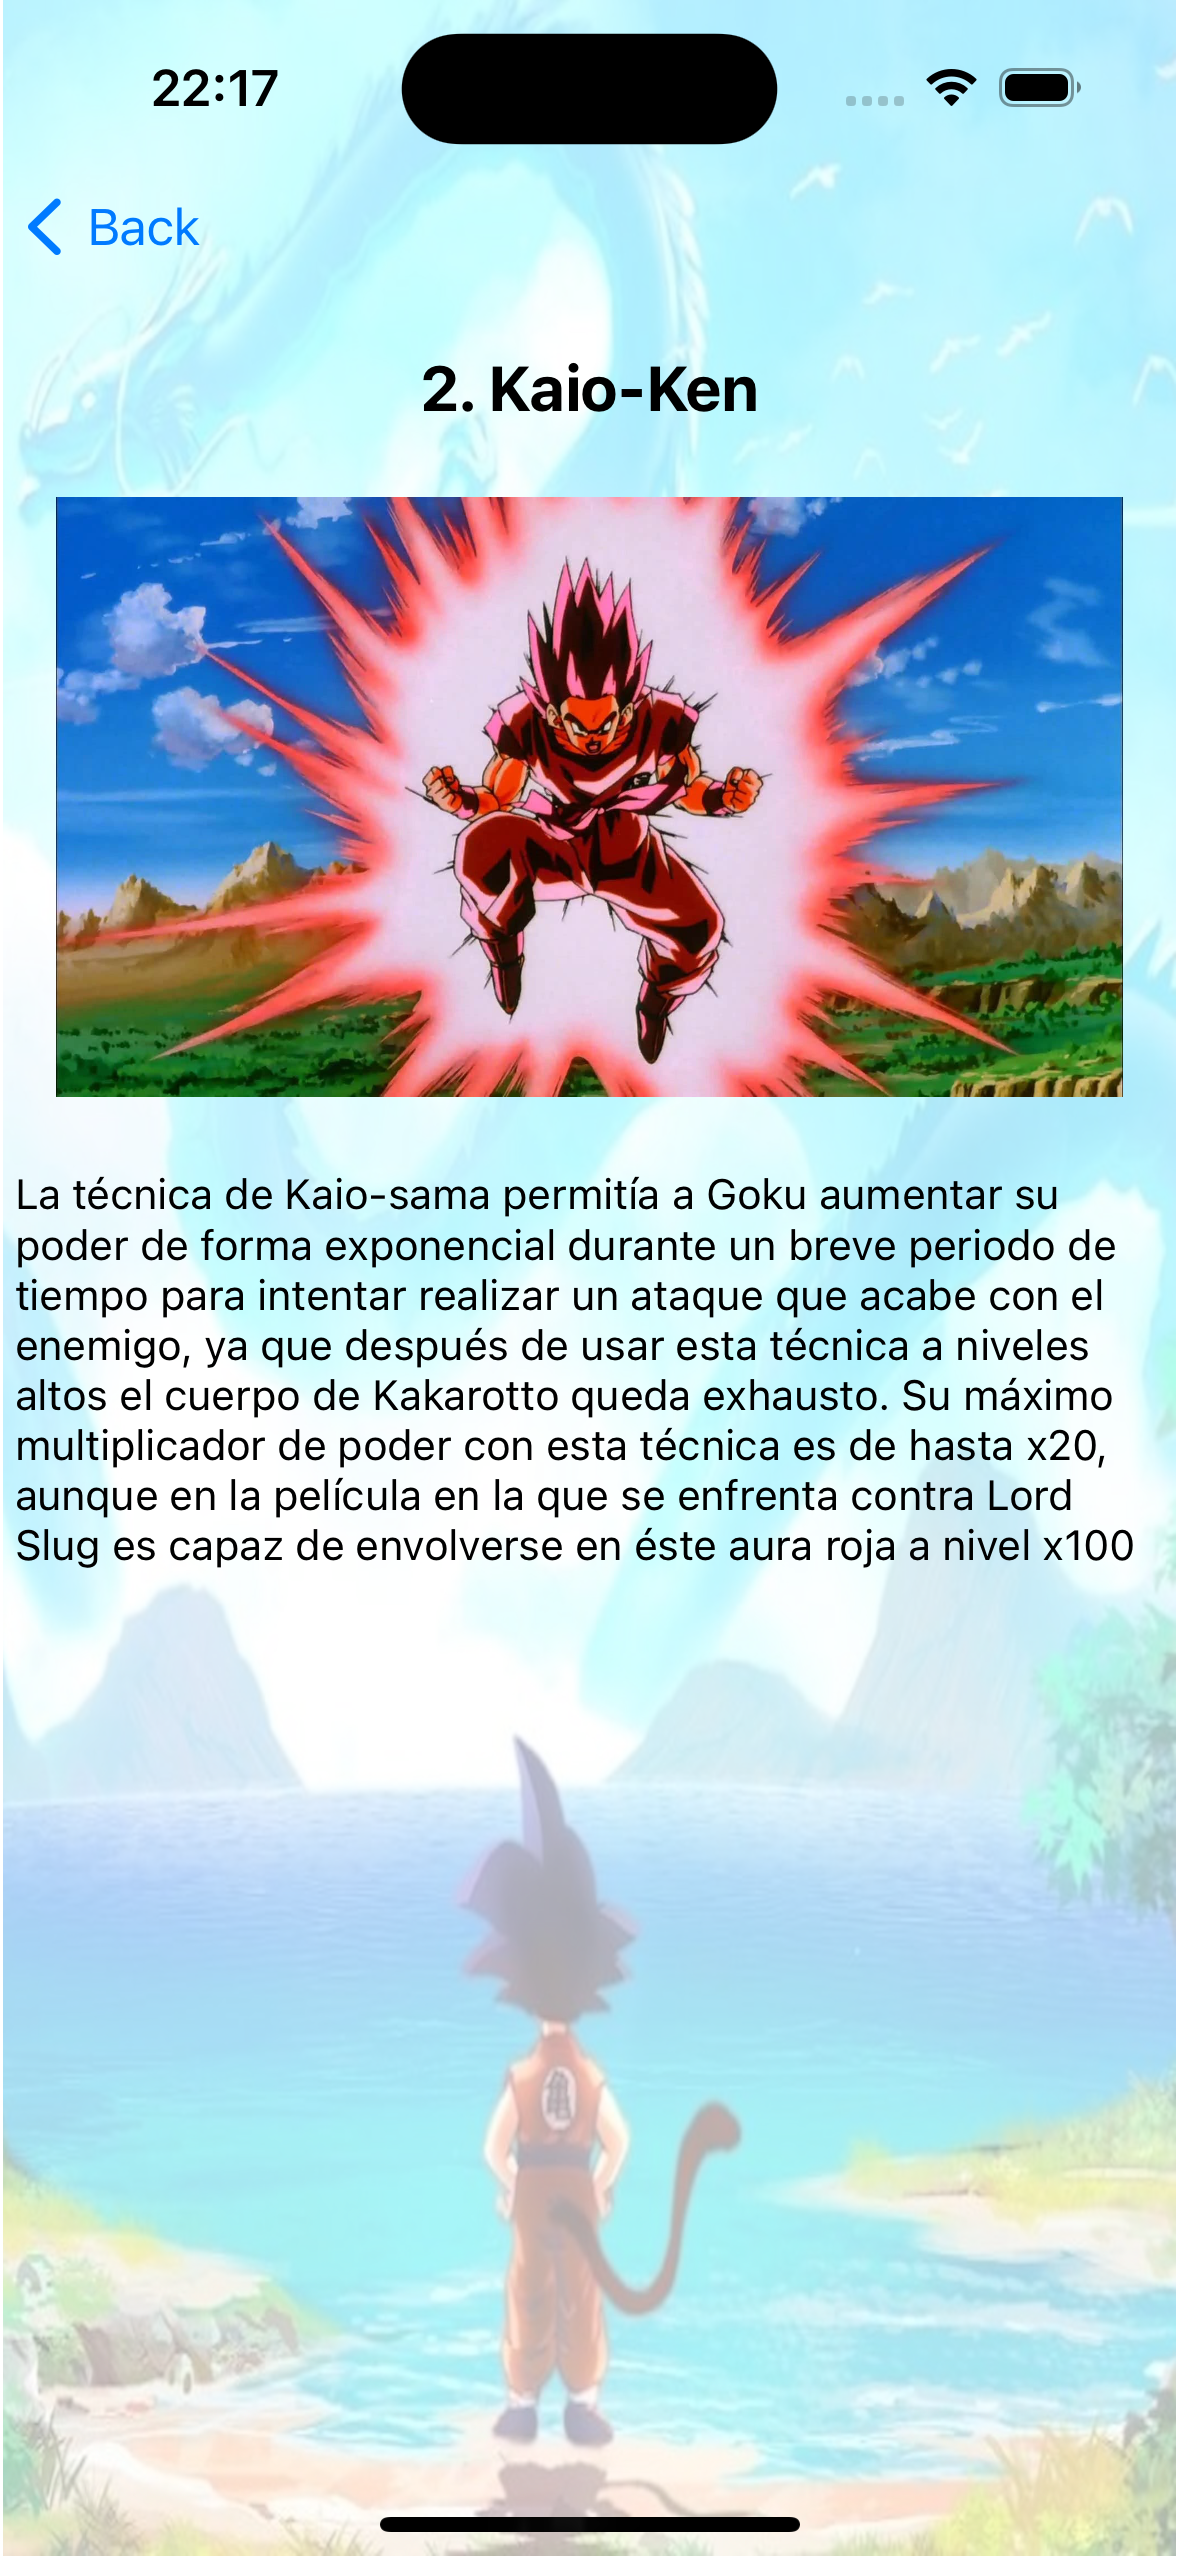 22:17
Back
2. Kaio-Ken
La técnica de Kaio-sama permitía a Goku aumentar su
poder de forma exponencial durante un breve periodo de
tiempo para intentar realizar un ataque que acabe con el
enemigo, ya que después de usar esta técnica a niveles
altos el cuerpo de Kakarotto queda exhausto. Su máximo
multiplicador de poder con esta técnica es de hasta x20,
aunque en la película en la que se enfrenta contra Lord
Slug es capaz de envolverse en éste aura roja a nivel x100
亀